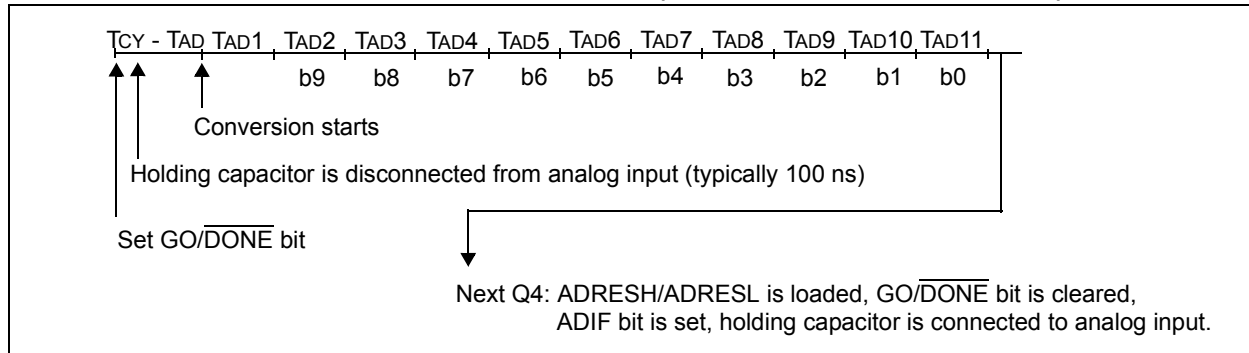 TCY - TAD TAD1 TAD2 TAD3 TAD4 TAD5 TAD6 TAD7 TAD8 TAD9 TAD10 TAD11
b9 b8 b7 b6 b5 b4 b3 b2 b1 b0
Conversion starts
Holding capacitor is disconnected from analog input (typically 100 ns)
Set GO/DONE bit
Next Q4: ADRESH/ADRESL is loaded, GO/DONE bit is cleared,
ADIF bit is set, holding capacitor is connected to analog input.